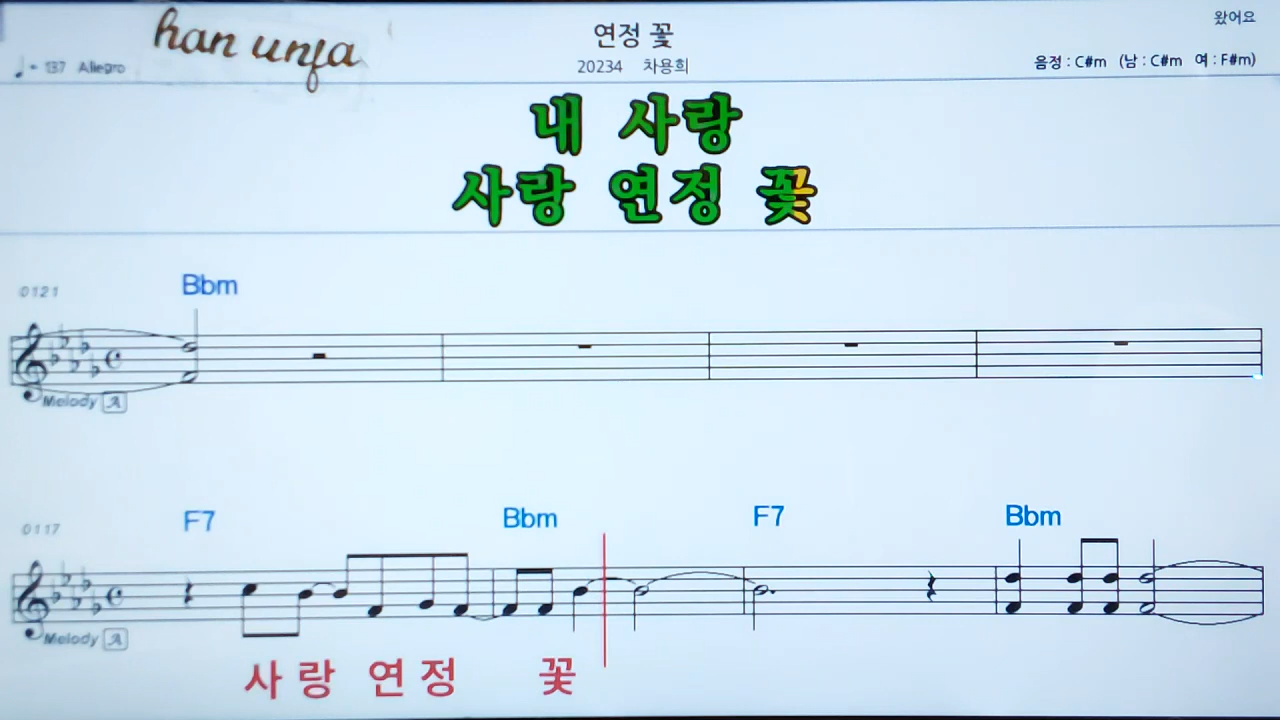 han unja
연정 꽃
왔어요
♩= 137 Allegro
20234 차용희
음정 : C#m (남 : C#m 여 : F#m)
내 사랑
사랑 연정 꽃
0121
Bbm
Melody A
0117
F7 Bbm F7 Bbm
Melody A
사랑 연정 꽃